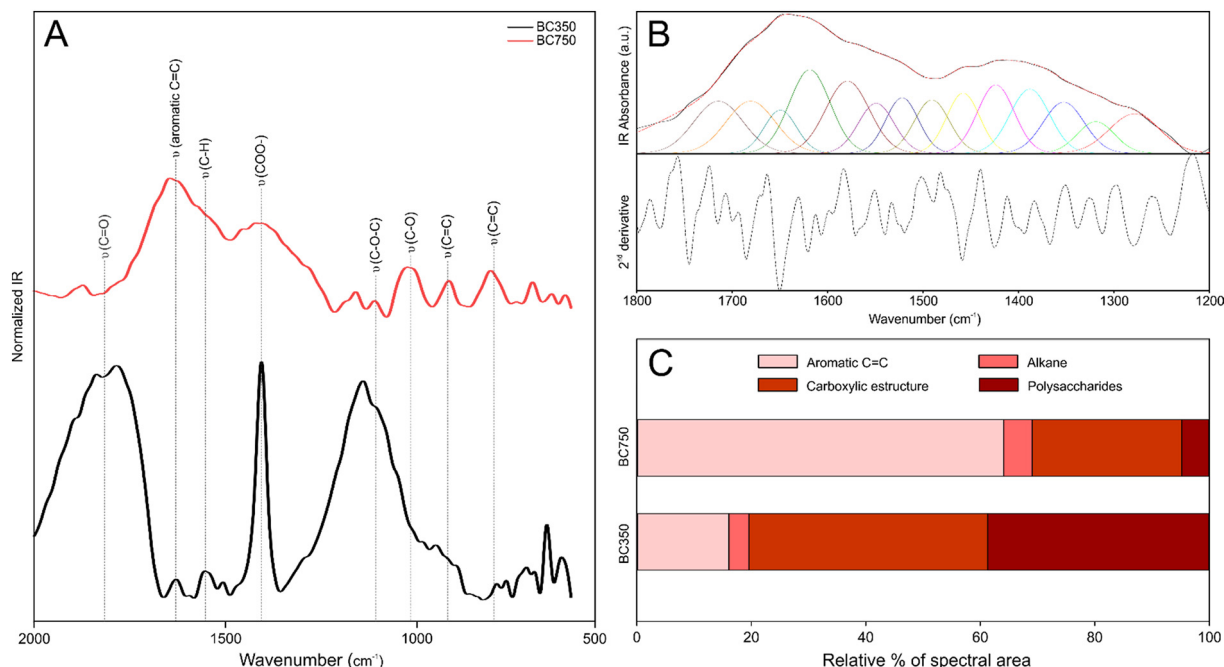 A
BC350
BC750
υ (C=O)
υ (aromatic C=C)
υ (C-H)
υ (COO-)
υ (C-O-C)
υ (C-O)
υ (C=C)
υ (C=C)
Normalized IR
2000
1500
1000
500
Wavenumber (cm⁻¹)
B
IR Absorbance (a.u.)
2nd derivative
1800
1700
1600
1500
1400
1300
1200
Wavenumber (cm⁻¹)
C
Aromatic C=C
Alkane
Carboxylic estructure
Polysaccharides
BC750
BC350
0
20
40
60
80
100
Relative % of spectral area